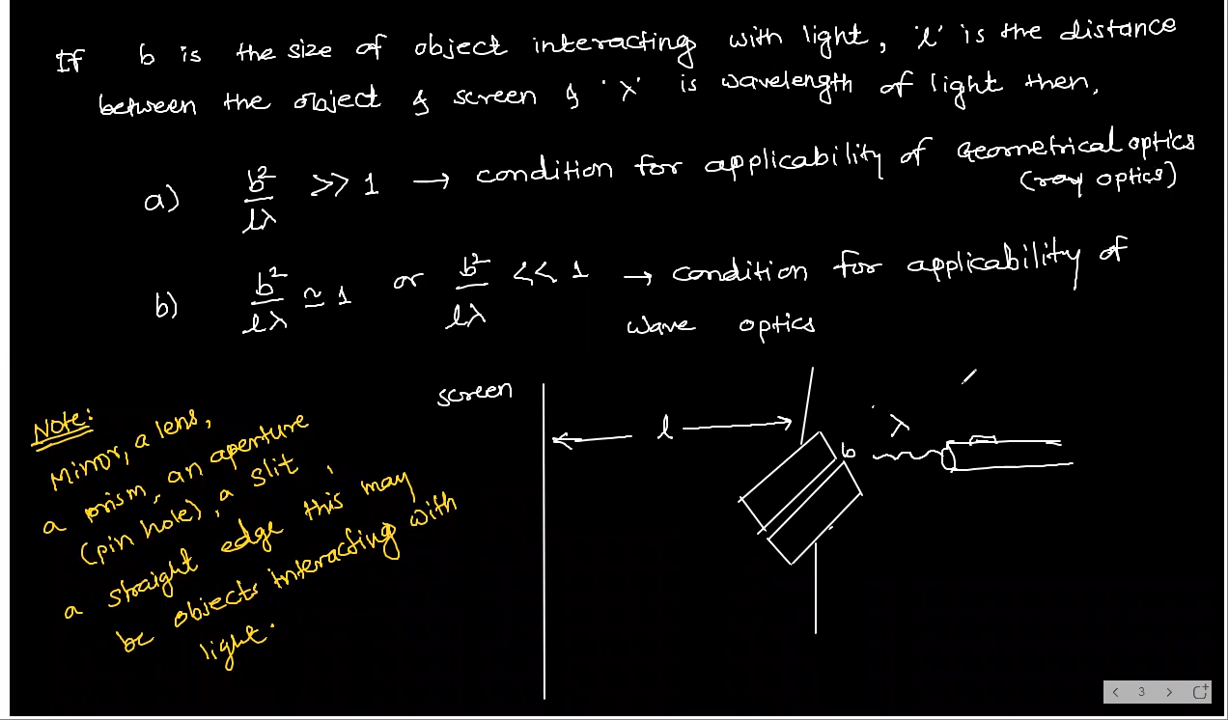 If b is the size of object interacting with light, 'l' is the distance
between the object & screen & 'λ' is wavelength of light then,
a) b²/lλ >> 1 → condition for applicability of Geometrical optics
(ray optics)
b) b²/lλ ≃ 1 or b²/lλ << 1 → condition for applicability of
wave optics
screen
l
b
λ
Note:
Mirror, a lens,
a prism, an aperture
(pin hole), a slit,
a straight edge this may
be objects interacting with
light.
3